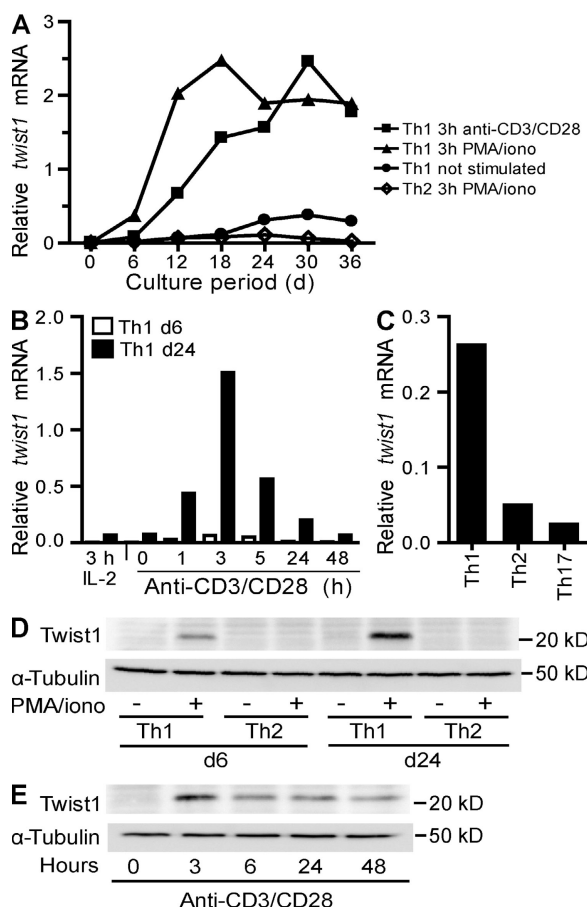 A
Relative twist1 mRNA
3
2
1
0
0 6 12 18 24 30 36
Culture period (d)
Th1 3h anti-CD3/CD28
Th1 3h PMA/iono
Th1 not stimulated
Th2 3h PMA/iono
B
Relative twist1 mRNA
2.0
1.5
1.0
0.5
0.0
Th1 d6
Th1 d24
3 h 0 1 3 5 24 48
IL-2 Anti-CD3/CD28 (h)
C
Relative twist1 mRNA
0.3
0.2
0.1
0.0
Th1 Th2 Th17
D
Twist1 20 kD
α-Tubulin 50 kD
PMA/iono - + - + - + - +
Th1 Th2 Th1 Th2
d6 d24
E
Twist1 20 kD
α-Tubulin 50 kD
Hours 0 3 6 24 48
Anti-CD3/CD28